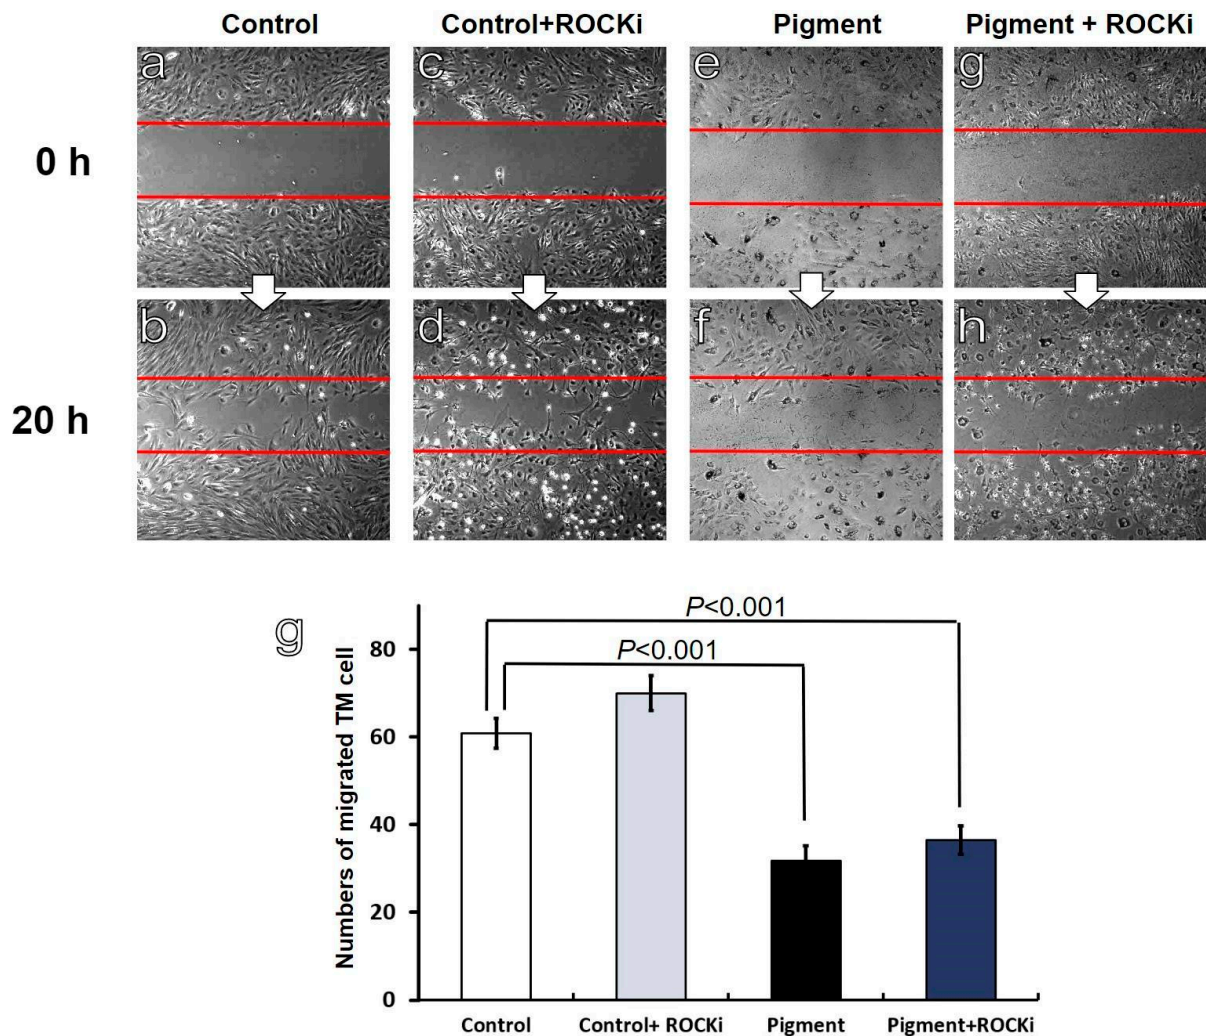 Control
Control+ROCKi
Pigment
Pigment + ROCKi
0 h
a
c
e
g
20 h
b
d
f
h
g
P<0.001
P<0.001
Numbers of migrated TM cell
80
60
40
20
0
Control
Control+ ROCKi
Pigment
Pigment+ROCKi